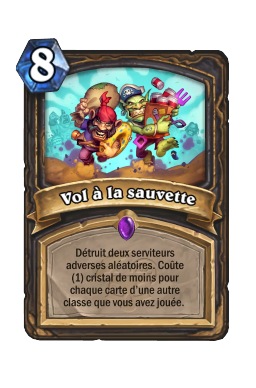 8
Vol à la sauvette
Détruit deux serviteurs
adverses aléatoires. Coûte
(1) cristal de moins pour
chaque carte d'une autre
classe que vous avez jouée.